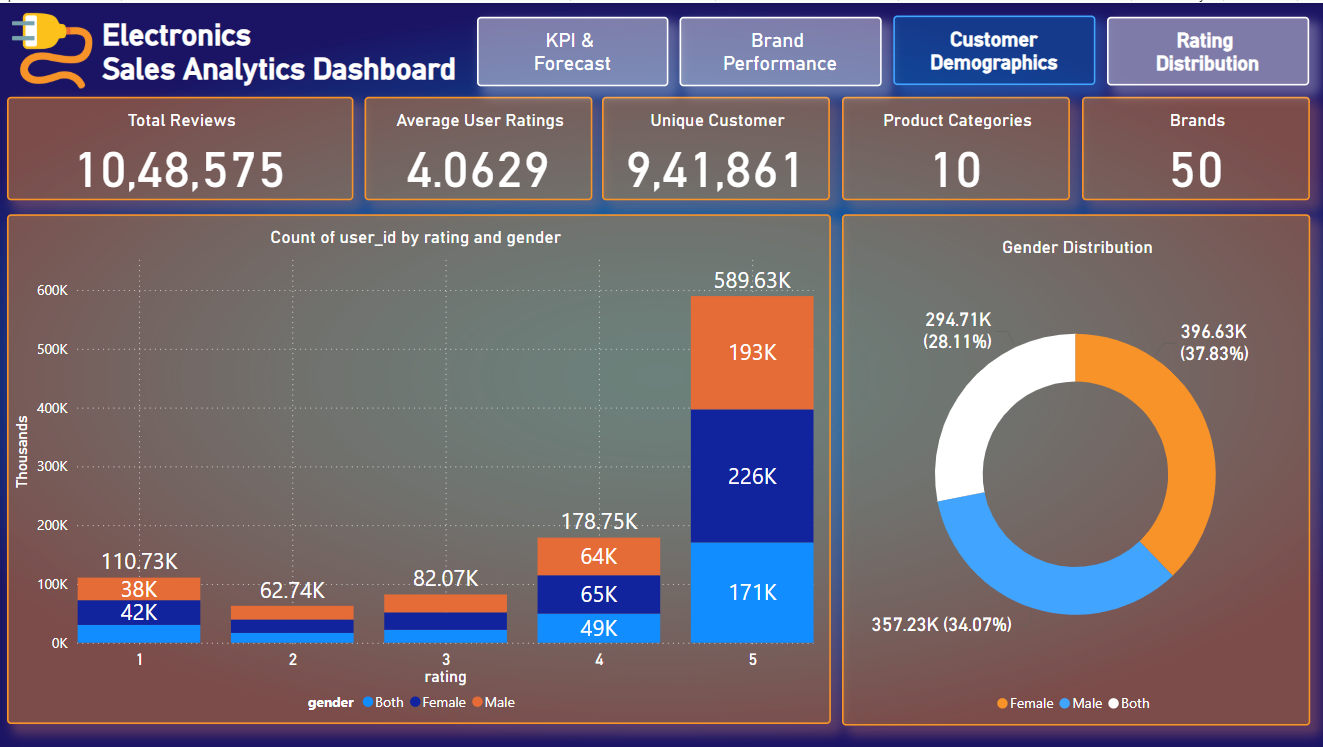 Electronics
Sales Analytics Dashboard
KPI &
Forecast
Brand
Performance
Customer
Demographics
Rating
Distribution
Total Reviews
10,48,575
Average User Ratings
4.0629
Unique Customer
9,41,861
Product Categories
10
Brands
50
Count of user_id by rating and gender
Thousands
600K
500K
400K
300K
200K
100K
0K
110.73K
38K
42K
62.74K
82.07K
178.75K
64K
65K
49K
589.63K
193K
226K
171K
1
2
3
4
5
rating
gender Both Female Male
Gender Distribution
294.71K
(28.11%)
396.63K
(37.83%)
357.23K (34.07%)
Female Male Both